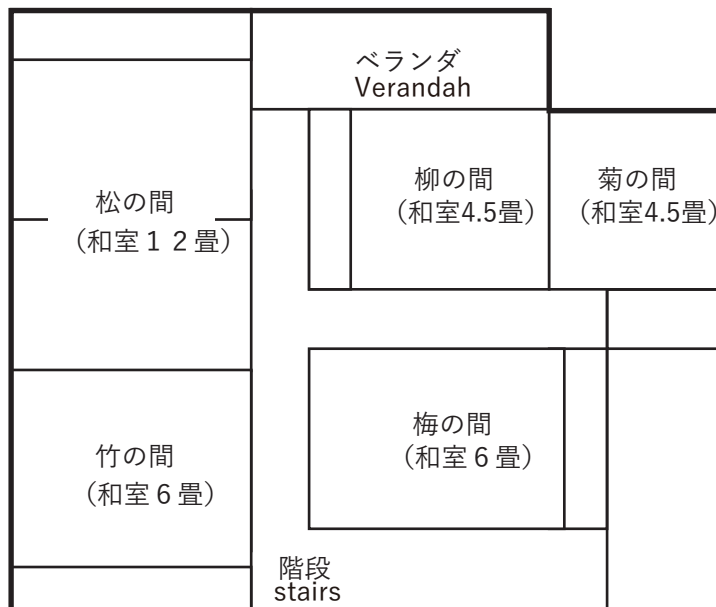 ベランダ
Verandah
松の間
（和室１２畳）
柳の間
（和室4.5畳）
菊の間
（和室4.5畳）
竹の間
（和室６畳）
梅の間
（和室６畳）
階段
stairs